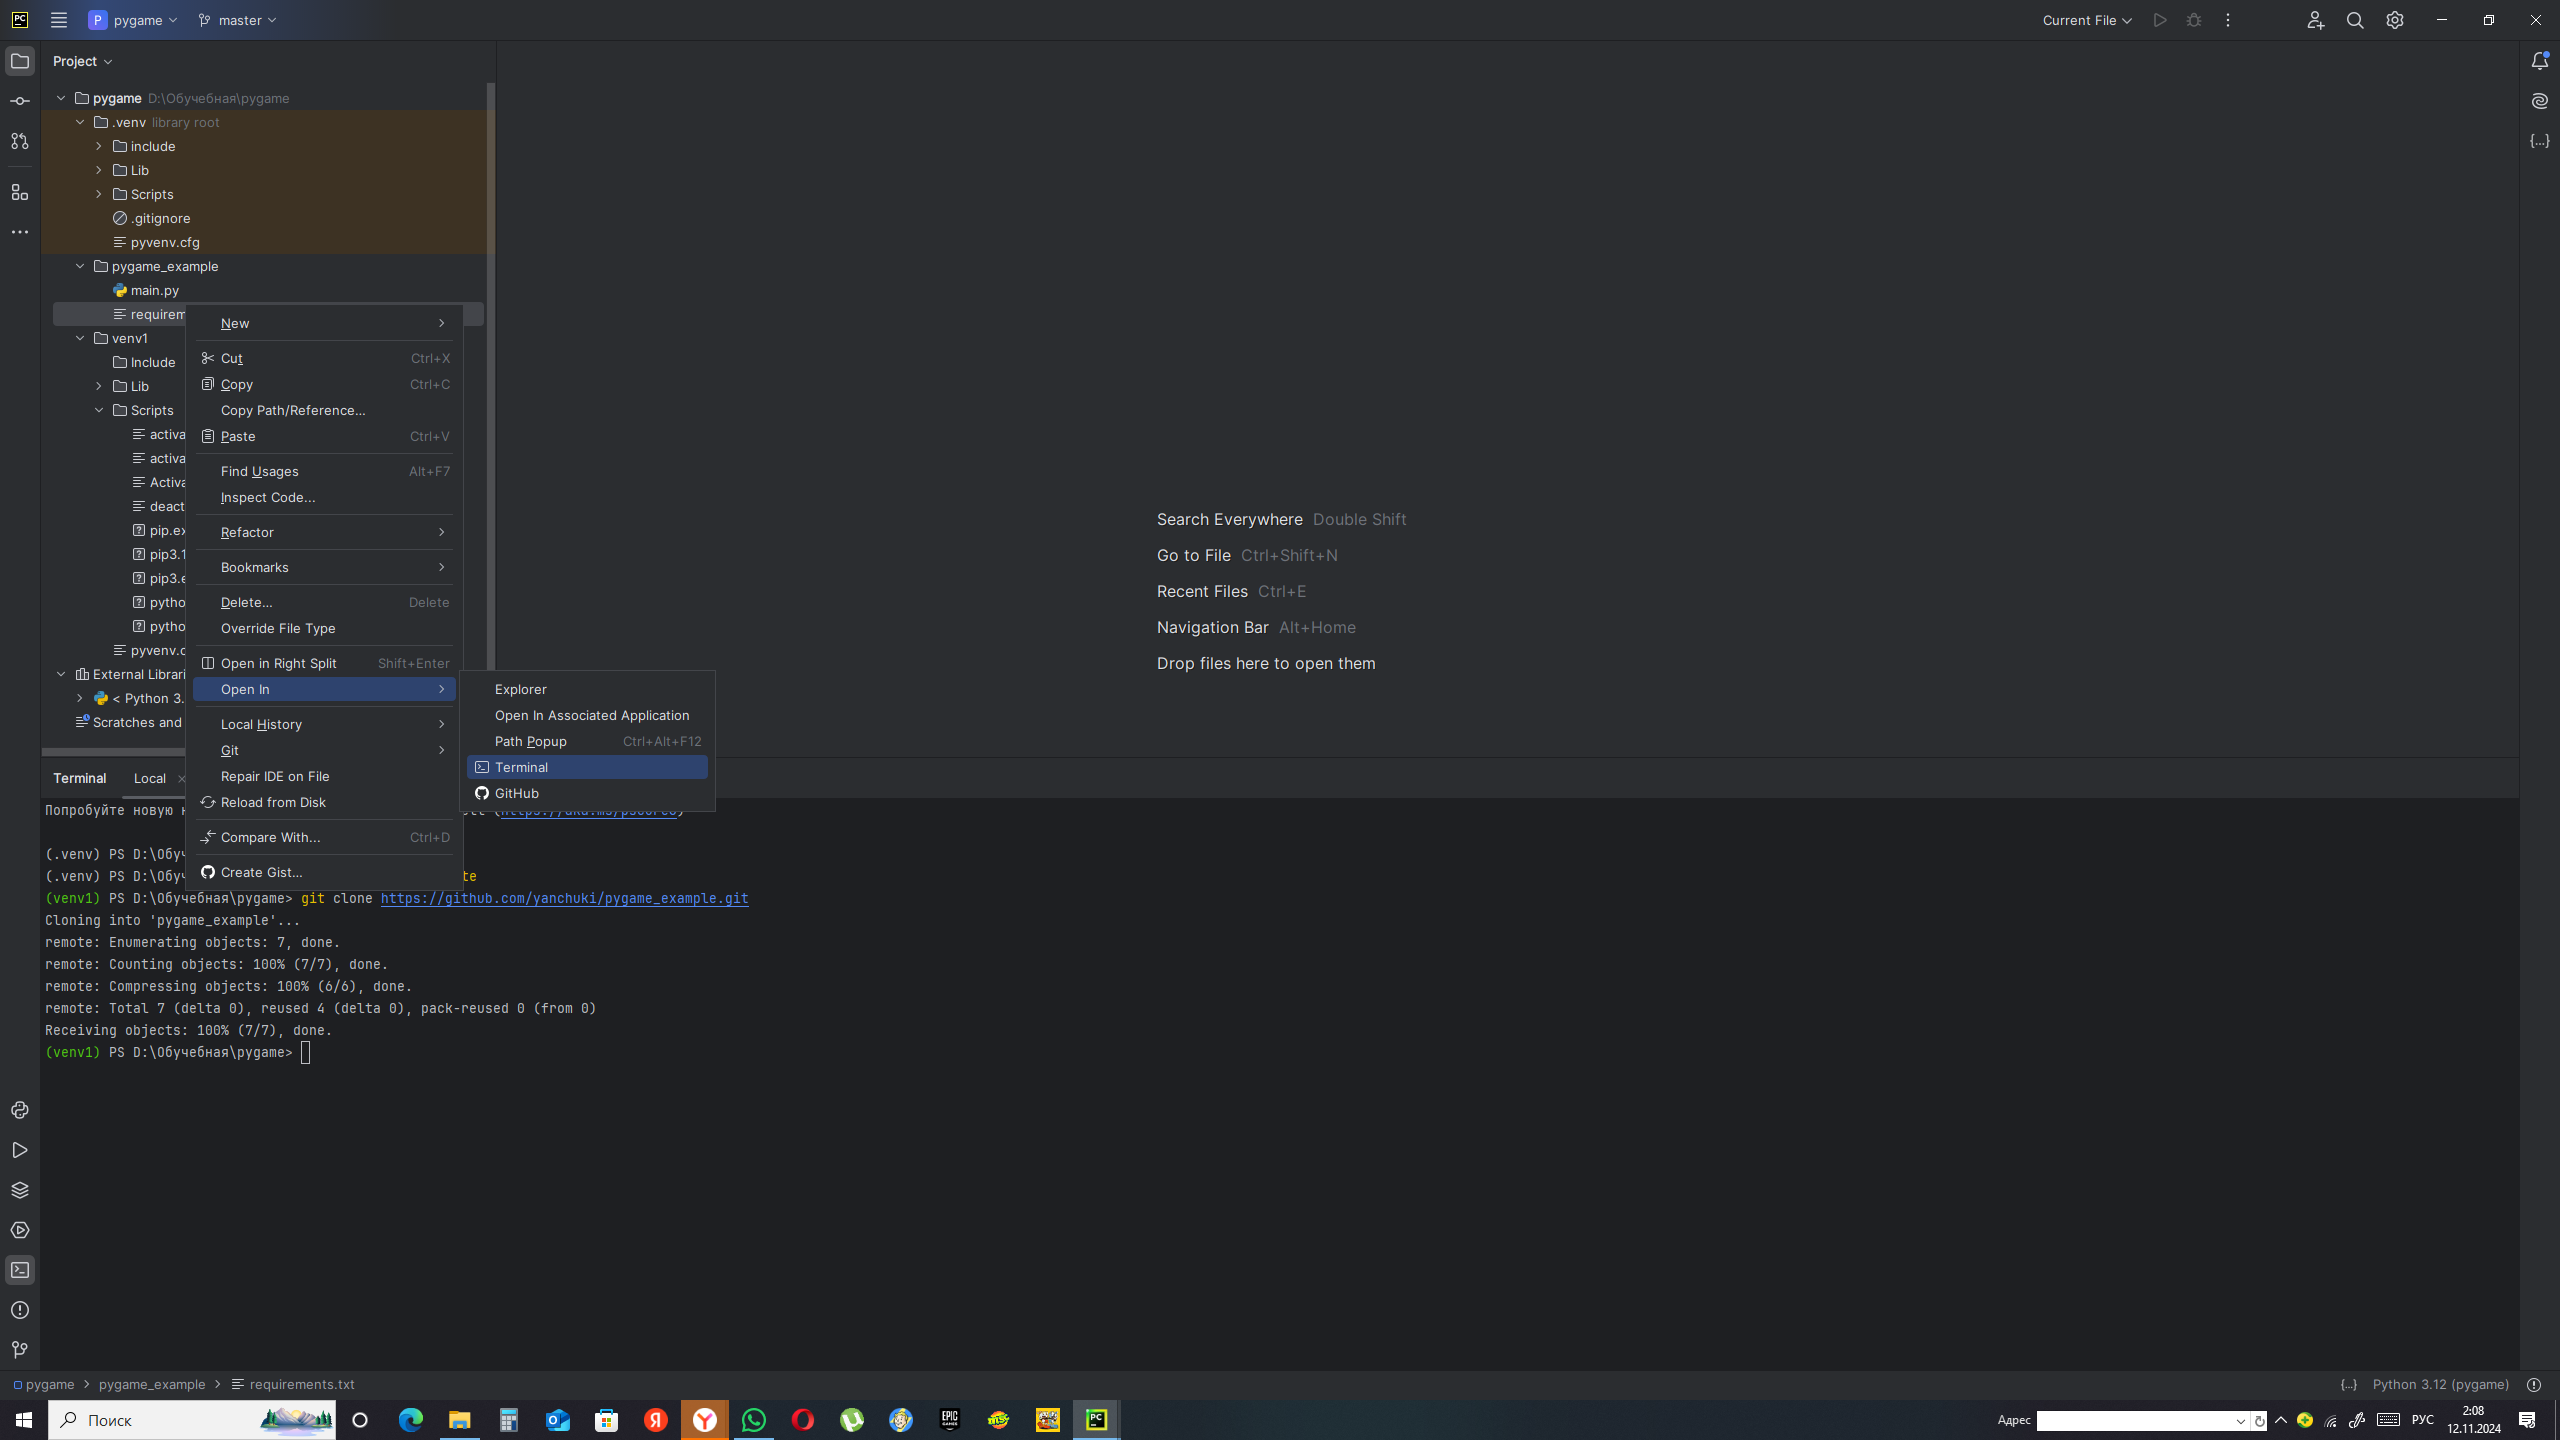 PC
P pygame
master
Current File
Project
pygame D:\Обучебная\pygame
.venv library root
include
Lib
Scripts
.gitignore
pyvenv.cfg
pygame_example
main.py
requirem
venv1
Include
Lib
Scripts
activa
activa
Activa
deact
pip.ex
pip3.1
pip3.e
pytho
pytho
pyvenv.c
External Librari
< Python 3.
Scratches and
New
Cut Ctrl+X
Copy Ctrl+C
Copy Path/Reference...
Paste Ctrl+V
Find Usages Alt+F7
Inspect Code...
Refactor
Bookmarks
Delete... Delete
Override File Type
Open in Right Split Shift+Enter
Open In
Local History
Git
Repair IDE on File
Reload from Disk
Compare With... Ctrl+D
Create Gist...
Explorer
Open In Associated Application
Path Popup Ctrl+Alt+F12
Terminal
GitHub
Search Everywhere Double Shift
Go to File Ctrl+Shift+N
Recent Files Ctrl+E
Navigation Bar Alt+Home
Drop files here to open them
Terminal Local
Попробуйте новую
(.venv) PS D:\Обуч
(.venv) PS D:\Обуч te
(venv1) PS D:\Обучебная\pygame> git clone https://github.com/yanchuki/pygame_example.git
Cloning into 'pygame_example'...
remote: Enumerating objects: 7, done.
remote: Counting objects: 100% (7/7), done.
remote: Compressing objects: 100% (6/6), done.
remote: Total 7 (delta 0), reused 4 (delta 0), pack-reused 0 (from 0)
Receiving objects: 100% (7/7), done.
(venv1) PS D:\Обучебная\pygame>
pygame > pygame_example > requirements.txt
{...} Python 3.12 (pygame)
Поиск
Я
Y
EPIC GAMES
PC
Адрес
РУС
2:08
12.11.2024